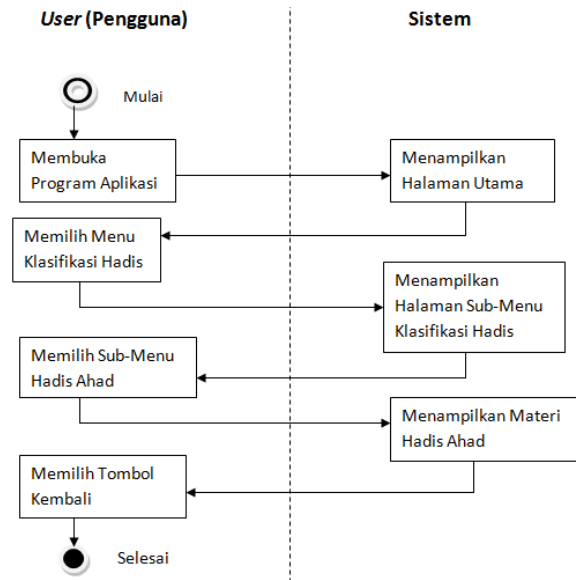 User (Pengguna)
Sistem
Mulai
Membuka
Program Aplikasi
Menampilkan
Halaman Utama
Memilih Menu
Klasifikasi Hadis
Menampilkan
Halaman Sub-Menu
Klasifikasi Hadis
Memilih Sub-Menu
Hadis Ahad
Menampilkan Materi
Hadis Ahad
Memilih Tombol
Kembali
Selesai